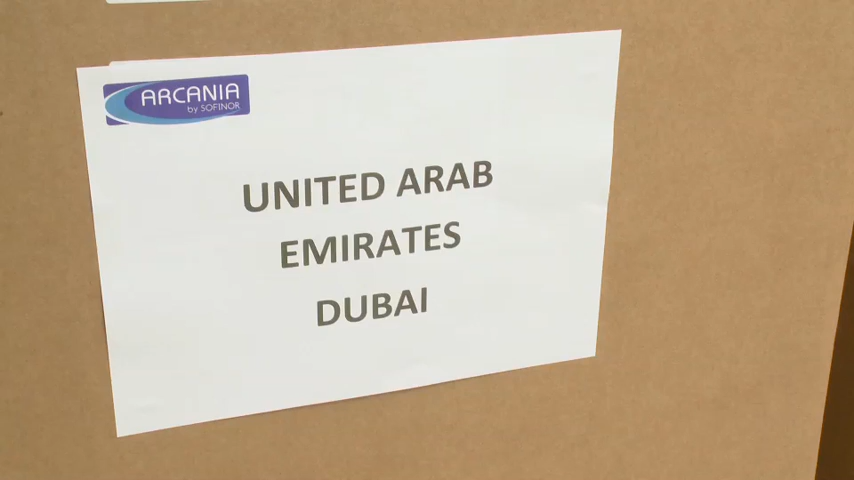 ARCANIA
by SOFINOR
UNITED ARAB
EMIRATES
DUBAI